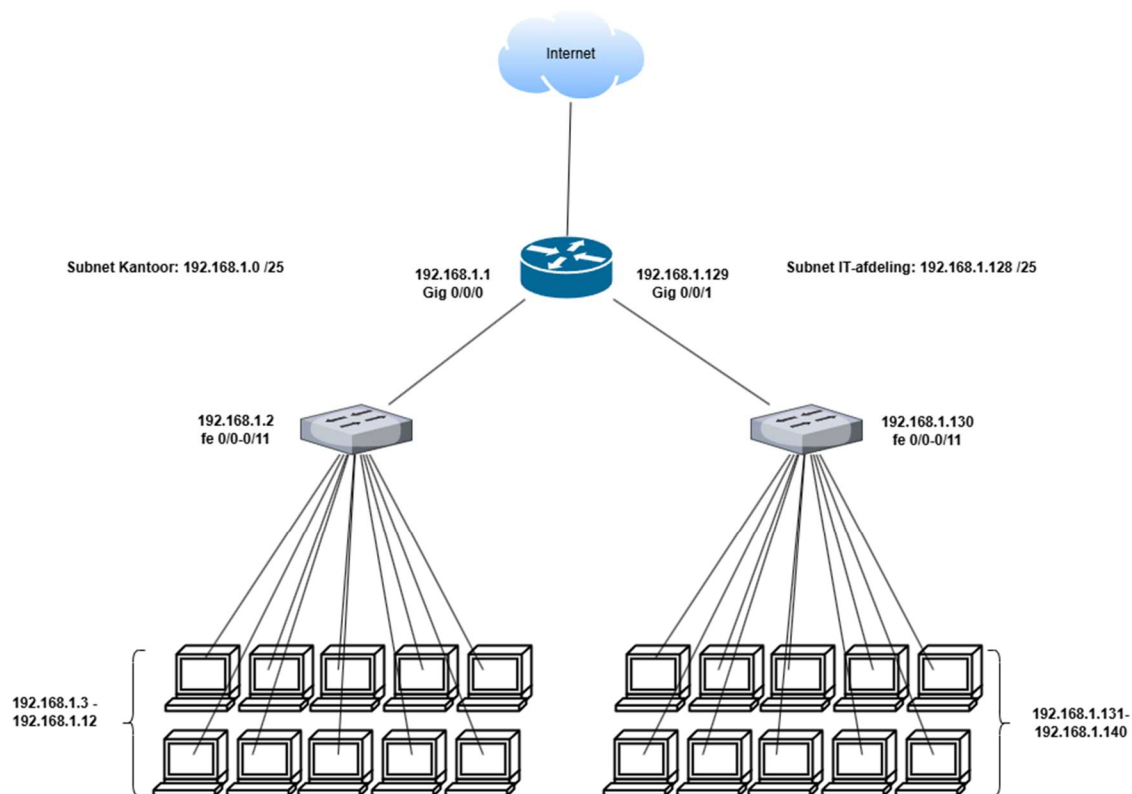 Internet
Subnet Kantoor: 192.168.1.0 /25
192.168.1.1
Gig 0/0/0
192.168.1.129
Gig 0/0/1
Subnet IT-afdeling: 192.168.1.128 /25
192.168.1.2
fe 0/0-0/11
192.168.1.130
fe 0/0-0/11
192.168.1.3 -
192.168.1.12
192.168.1.131-
192.168.1.140